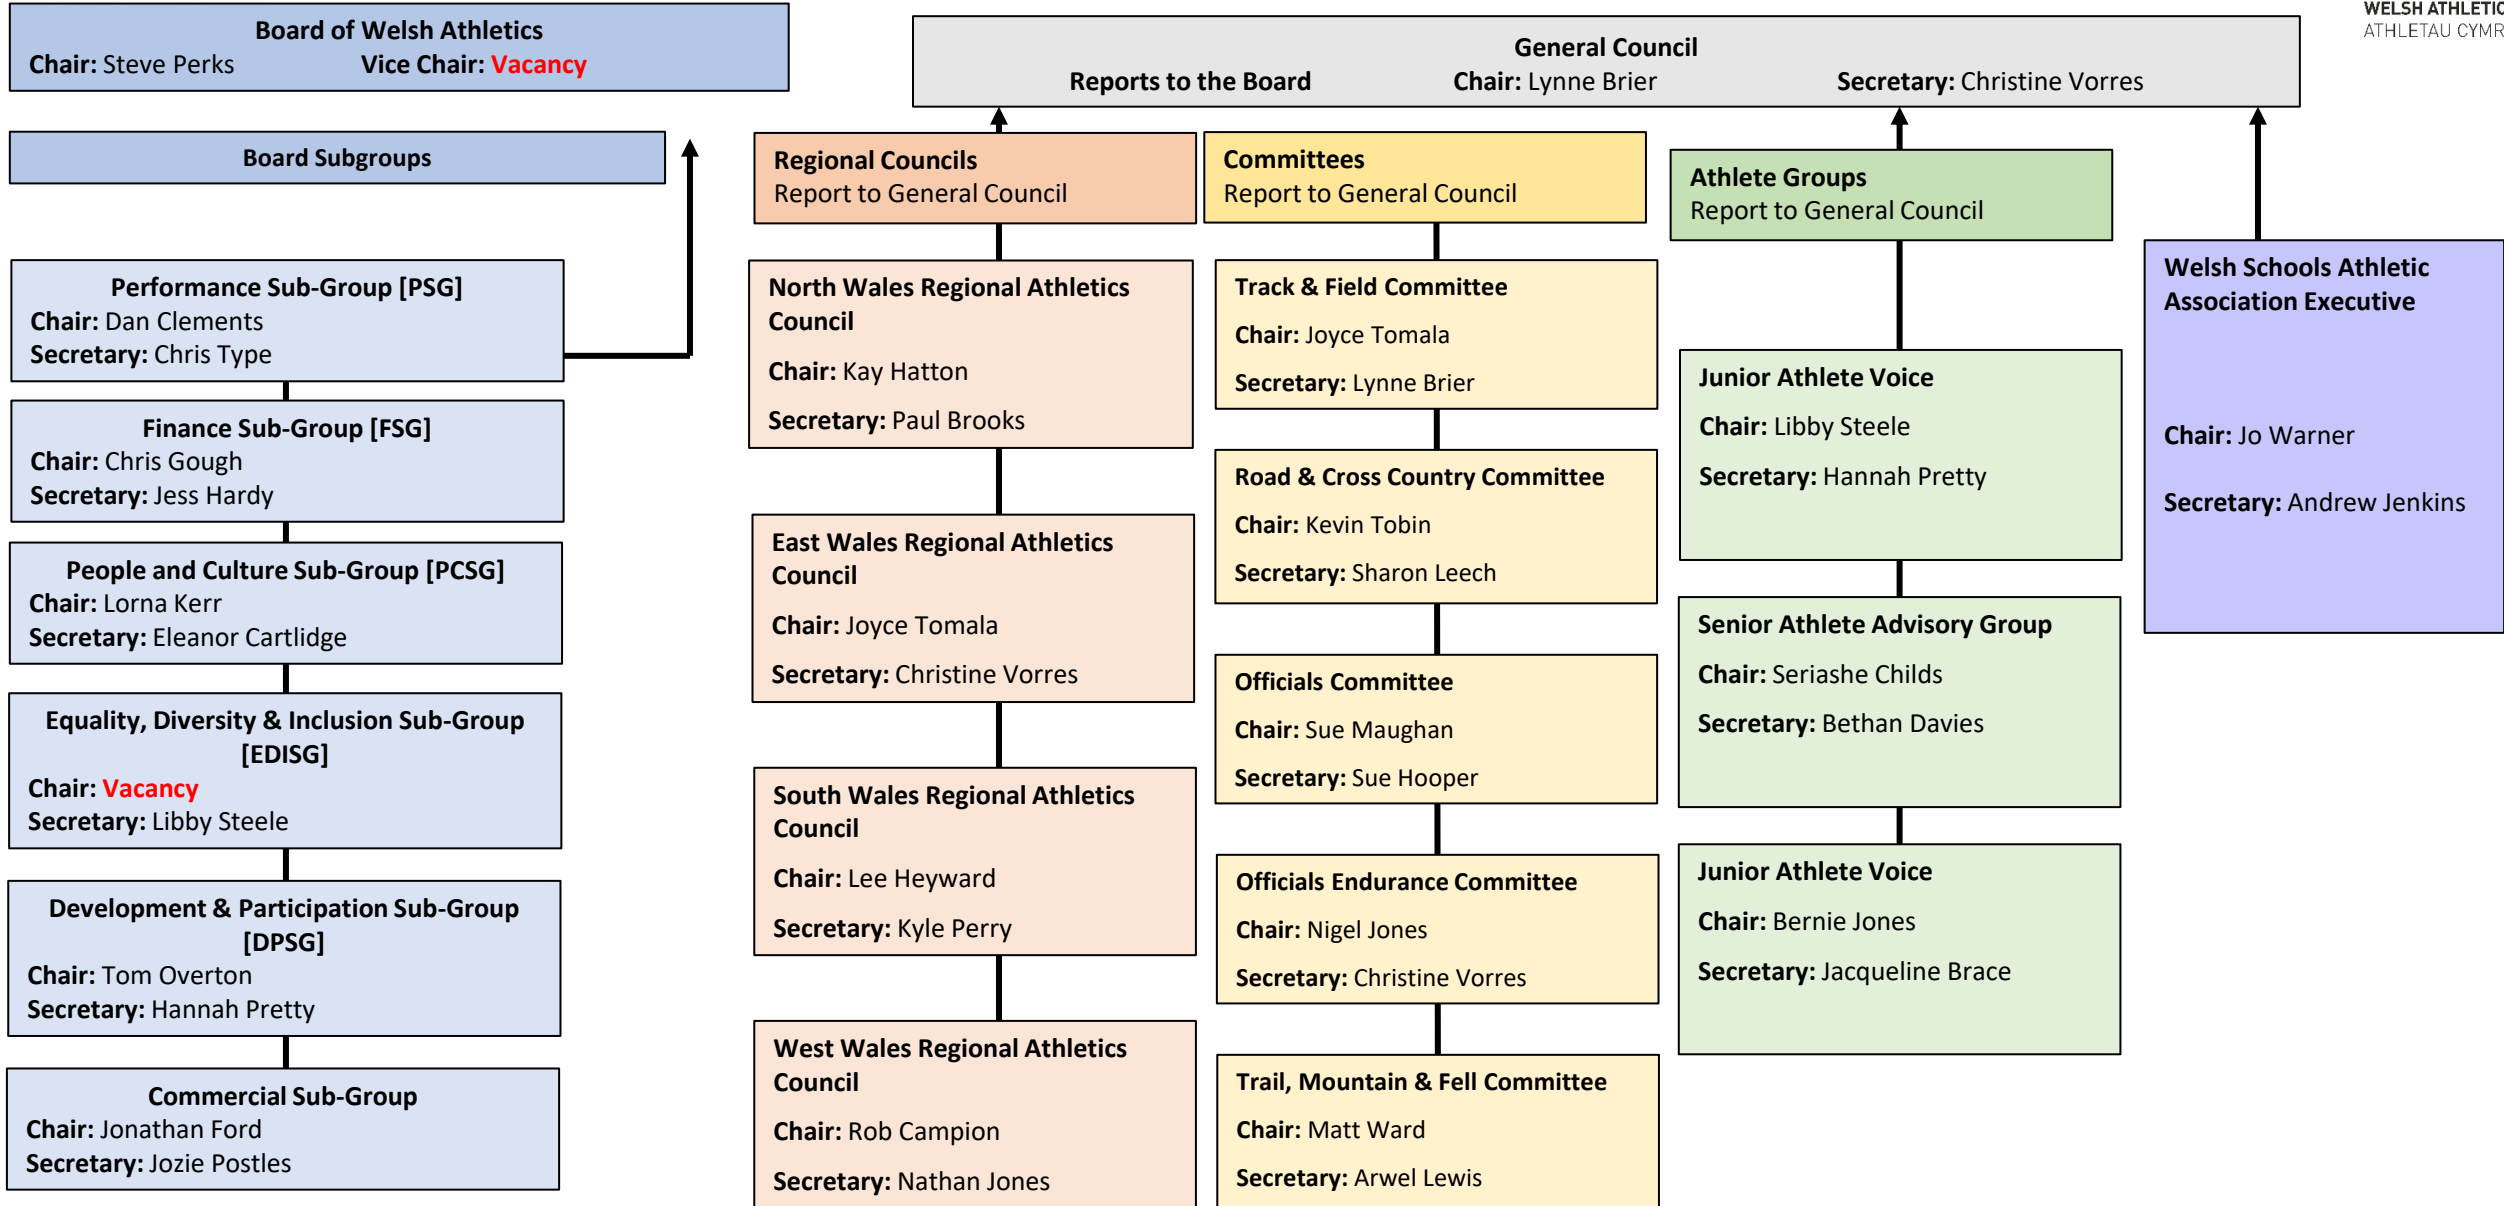 WELSH ATHLETIC
ATHLETAU CYMR
Board of Welsh Athletics
Chair: Steve Perks Vice Chair: Vacancy
General Council
Reports to the Board Chair: Lynne Brier Secretary: Christine Vorres
Board Subgroups
Performance Sub-Group [PSG]
Chair: Dan Clements
Secretary: Chris Type
Finance Sub-Group [FSG]
Chair: Chris Gough
Secretary: Jess Hardy
People and Culture Sub-Group [PCSG]
Chair: Lorna Kerr
Secretary: Eleanor Cartlidge
Equality, Diversity & Inclusion Sub-Group
[EDISG]
Chair: Vacancy
Secretary: Libby Steele
Development & Participation Sub-Group
[DPSG]
Chair: Tom Overton
Secretary: Hannah Pretty
Commercial Sub-Group
Chair: Jonathan Ford
Secretary: Jozie Postles
Regional Councils
Report to General Council
North Wales Regional Athletics
Council
Chair: Kay Hatton
Secretary: Paul Brooks
East Wales Regional Athletics
Council
Chair: Joyce Tomala
Secretary: Christine Vorres
South Wales Regional Athletics
Council
Chair: Lee Heyward
Secretary: Kyle Perry
West Wales Regional Athletics
Council
Chair: Rob Campion
Secretary: Nathan Jones
Committees
Report to General Council
Track & Field Committee
Chair: Joyce Tomala
Secretary: Lynne Brier
Road & Cross Country Committee
Chair: Kevin Tobin
Secretary: Sharon Leech
Officials Committee
Chair: Sue Maughan
Secretary: Sue Hooper
Officials Endurance Committee
Chair: Nigel Jones
Secretary: Christine Vorres
Trail, Mountain & Fell Committee
Chair: Matt Ward
Secretary: Arwel Lewis
Athlete Groups
Report to General Council
Junior Athlete Voice
Chair: Libby Steele
Secretary: Hannah Pretty
Senior Athlete Advisory Group
Chair: Seriashe Childs
Secretary: Bethan Davies
Junior Athlete Voice
Chair: Bernie Jones
Secretary: Jacqueline Brace
Welsh Schools Athletic
Association Executive
Chair: Jo Warner
Secretary: Andrew Jenkins